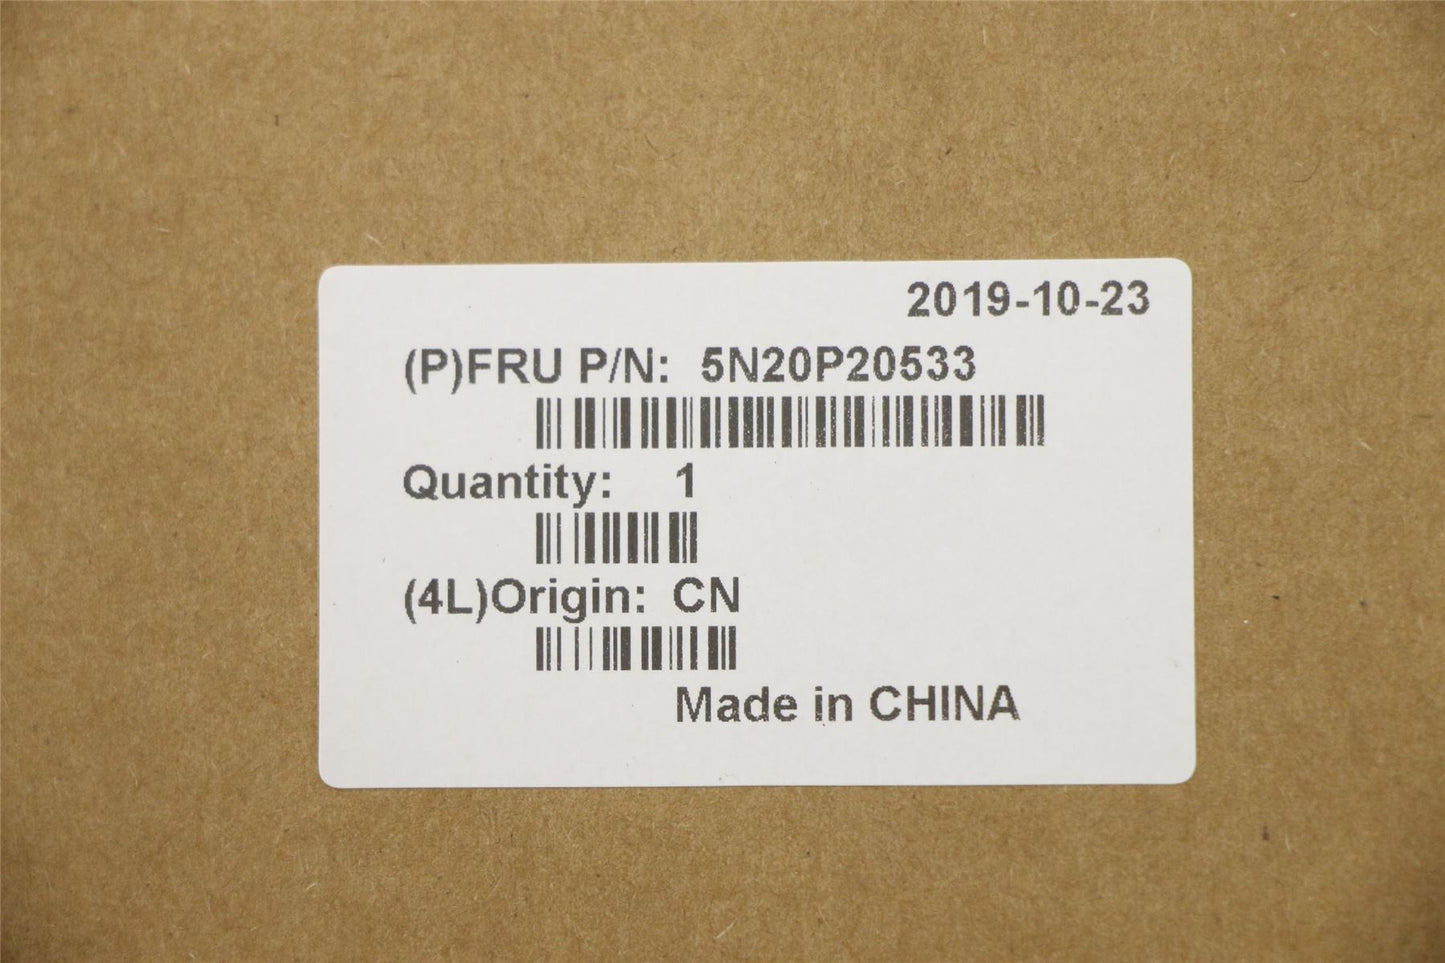 2019-10-23
(P)FRU P/N: 5N20P20533
Quantity: 1
(4L)Origin: CN
Made in CHINA